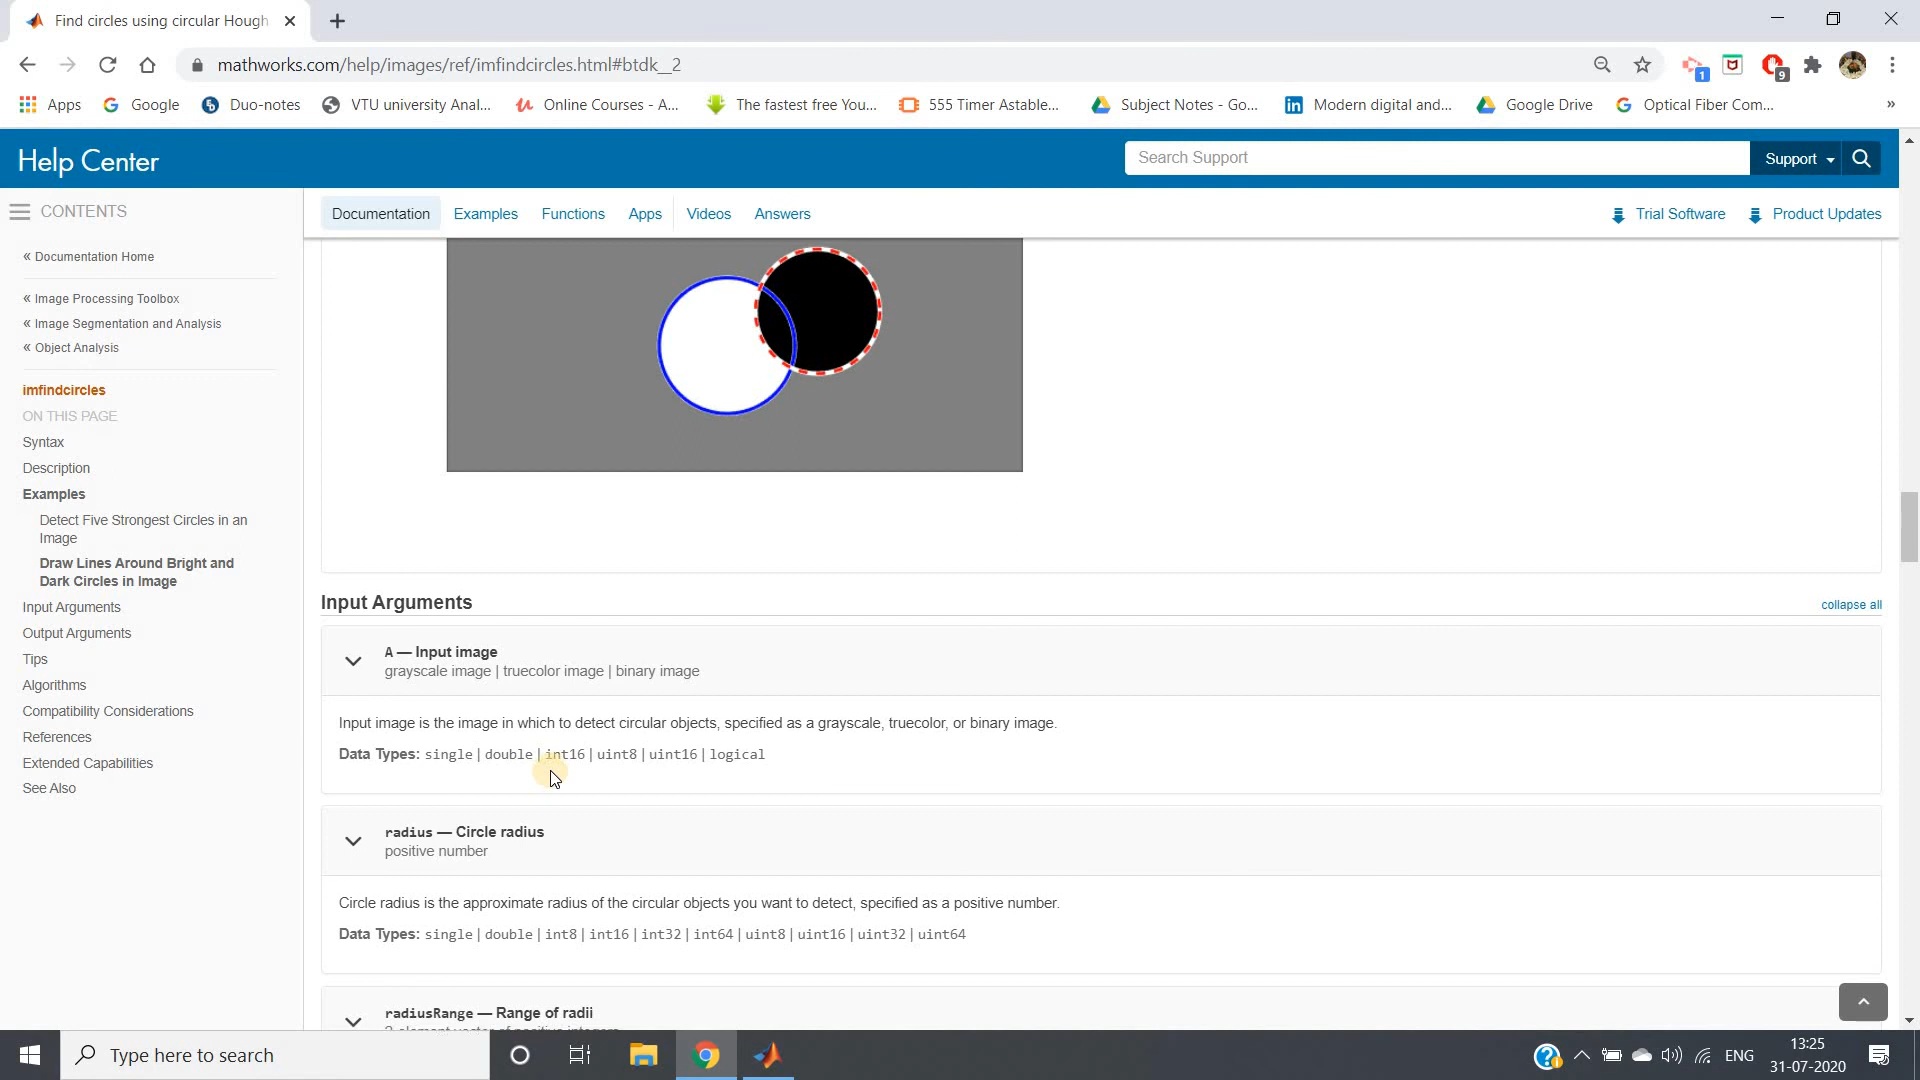 Find circles using circular Hough
mathworks.com/help/images/ref/imfindcircles.html#btdk__2
1
9
Apps
Google
Duo-notes
VTU university Anal...
Online Courses - A...
The fastest free You...
555 Timer Astable...
Subject Notes - Go...
Modern digital and...
Google Drive
Optical Fiber Com...
»
Help Center
Search Support
Support
CONTENTS
Documentation
Examples
Functions
Apps
Videos
Answers
Trial Software
Product Updates
« Documentation Home
« Image Processing Toolbox
« Image Segmentation and Analysis
« Object Analysis
imfindcircles
ON THIS PAGE
Syntax
Description
Examples
Detect Five Strongest Circles in an
Image
Draw Lines Around Bright and
Dark Circles in Image
Input Arguments
Output Arguments
Tips
Algorithms
Compatibility Considerations
References
Extended Capabilities
See Also
Input Arguments
collapse all
A — Input image
grayscale image | truecolor image | binary image
Input image is the image in which to detect circular objects, specified as a grayscale, truecolor, or binary image.
Data Types: single | double | int16 | uint8 | uint16 | logical
radius — Circle radius
positive number
Circle radius is the approximate radius of the circular objects you want to detect, specified as a positive number.
Data Types: single | double | int8 | int16 | int32 | int64 | uint8 | uint16 | uint32 | uint64
radiusRange — Range of radii
Type here to search
ENG
13:25
31-07-2020